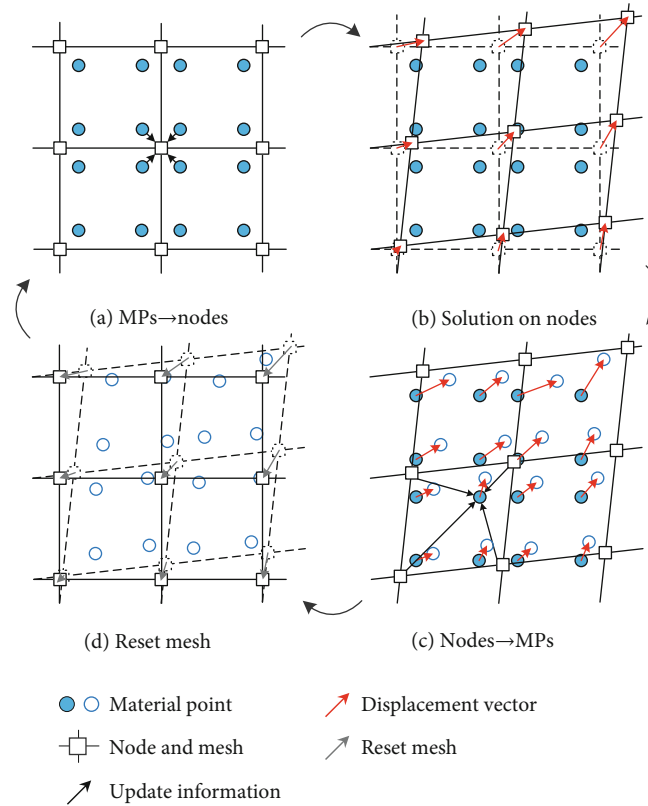 (a) MPs→nodes
(b) Solution on nodes
(d) Reset mesh
(c) Nodes→MPs
Material point
Displacement vector
Node and mesh
Reset mesh
Update information